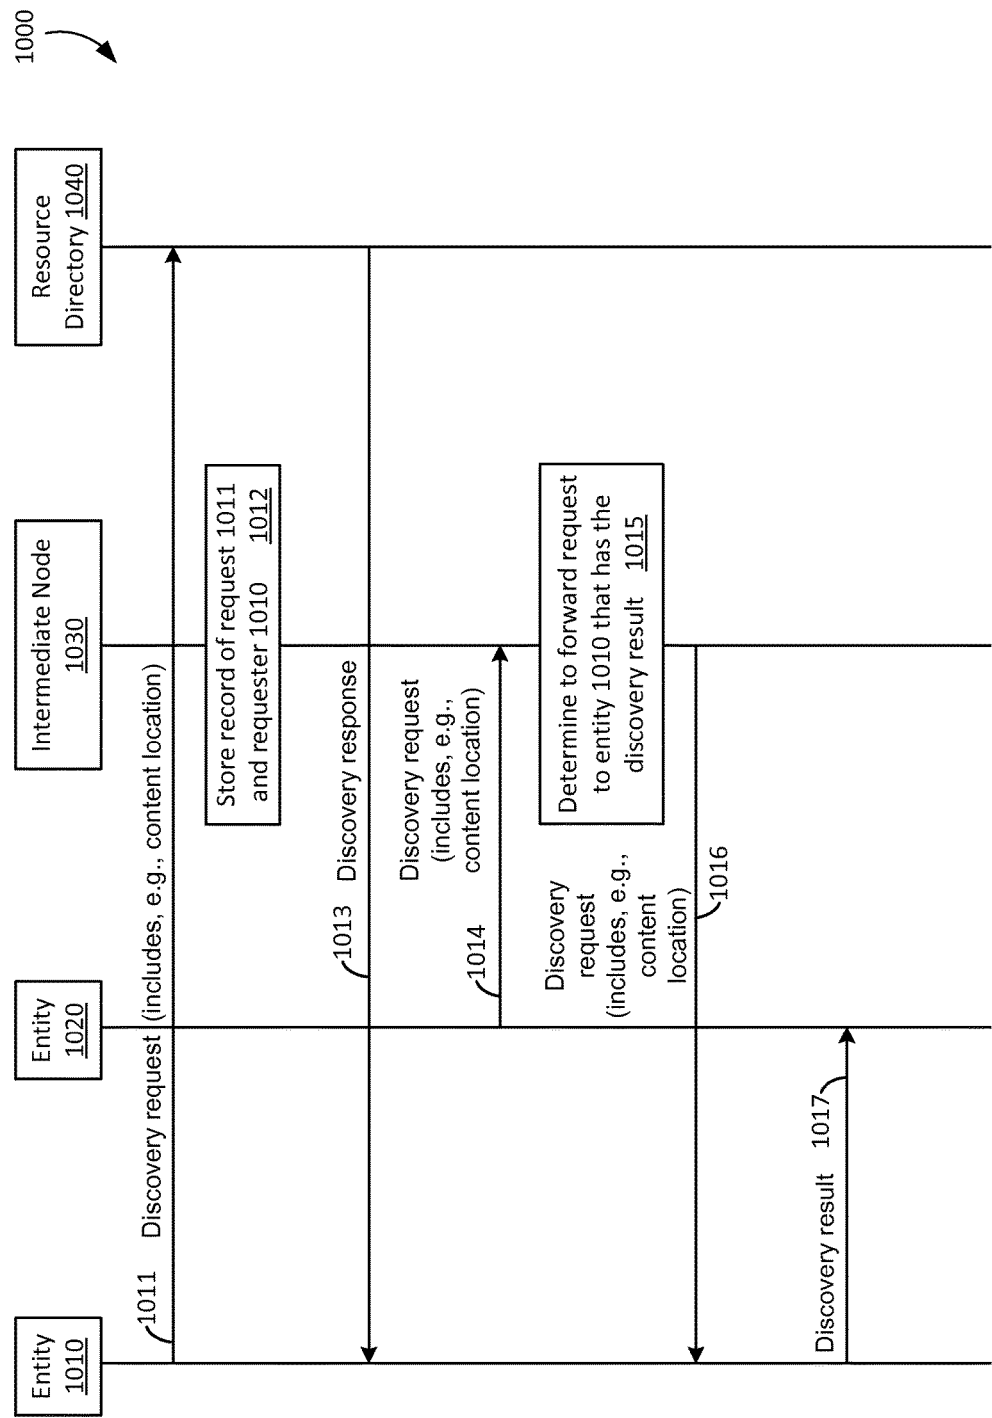 1000
Entity
1010
Entity
1020
Intermediate Node
1030
Resource
Directory 1040
1011
Discovery request (includes, e.g., content location)
Store record of request 1011
and requester 1010 1012
1013
Discovery response
1014
Discovery request
(includes, e.g.,
content location)
Determine to forward request
to entity 1010 that has the
discovery result 1015
Discovery
request
(includes, e.g.,
content
location)
1016
Discovery result 1017